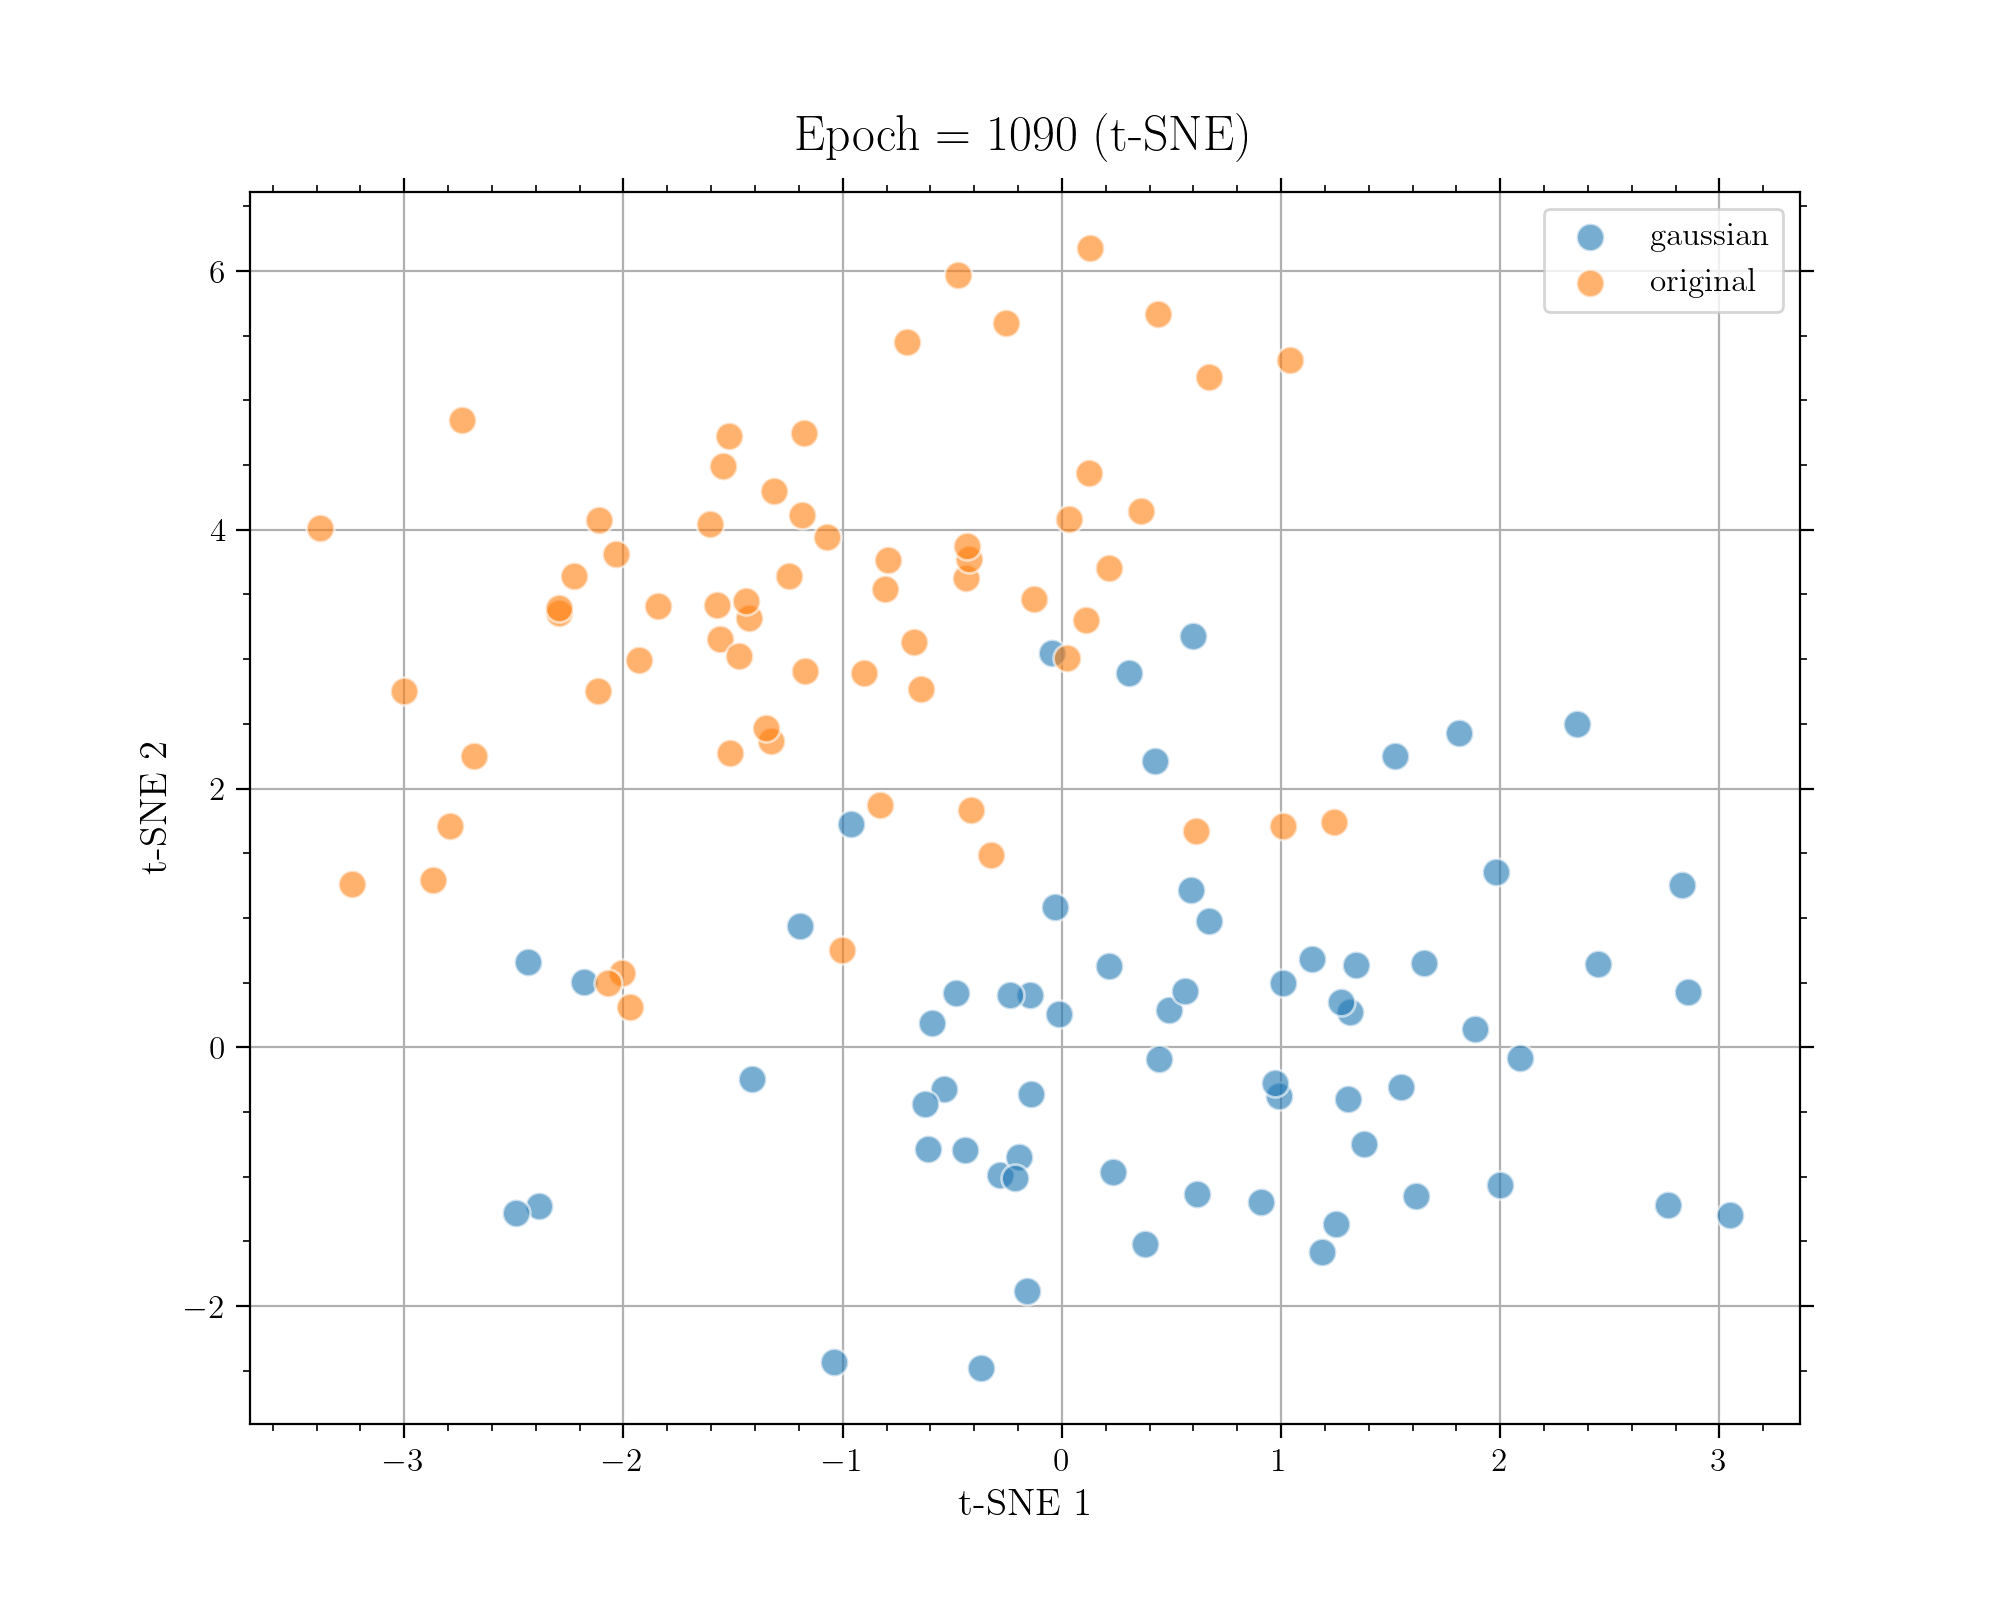 Epoch = 1090 (t-SNE)
gaussian
original
6
4
2
0
−2
t-SNE 2
−3 −2 −1 0 1 2 3
t-SNE 1